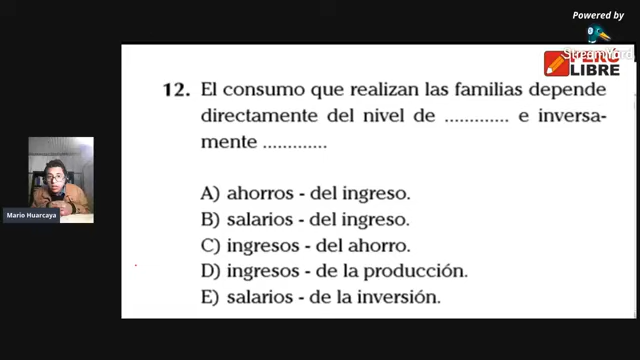 Powered by
StreamYard
PERÚ
LIBRE
12. El consumo que realizan las familias depende
directamente del nivel de ............. e inversa-
mente .............
A) ahorros - del ingreso.
B) salarios - del ingreso.
C) ingresos - del ahorro.
D) ingresos - de la producción.
E) salarios - de la inversión.
Mario Huarcaya